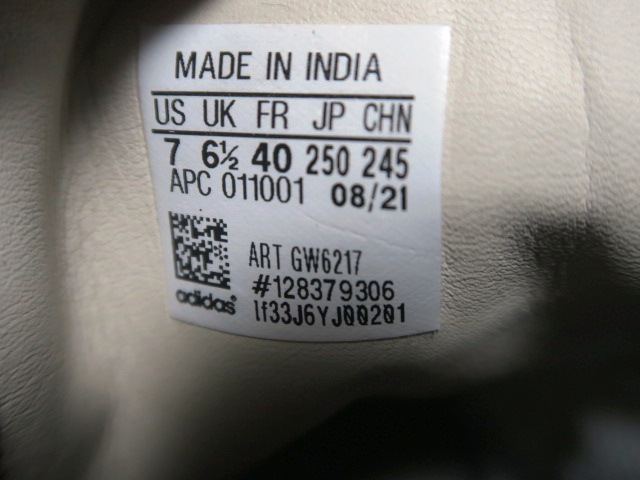 MADE IN INDIA
US UK FR JP CHN
7 6½ 40 250 245
APC 011001 08/21
ART GW6217
#128379306
adidas
1f33J6YJ00201